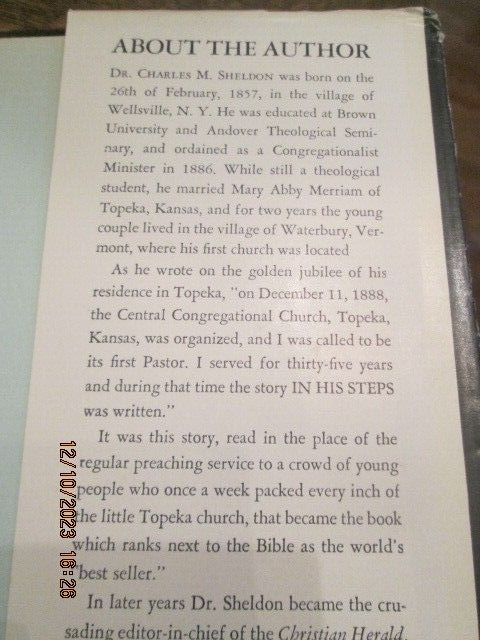 ABOUT THE AUTHOR
DR. CHARLES M. SHELDON was born on the
26th of February, 1857, in the village of
Wellsville, N. Y. He was educated at Brown
University and Andover Theological Semi-
nary, and ordained as a Congregationalist
Minister in 1886. While still a theological
student, he married Mary Abby Merriam of
Topeka, Kansas, and for two years the young
couple lived in the village of Waterbury, Ver-
mont, where his first church was located
As he wrote on the golden jubilee of his
residence in Topeka, "on December 11, 1888,
the Central Congregational Church, Topeka,
Kansas, was organized, and I was called to be
its first Pastor. I served for thirty-five years
and during that time the story IN HIS STEPS
was written."
It was this story, read in the place of the
regular preaching service to a crowd of young
people who once a week packed every inch of
the little Topeka church, that became the book
which ranks next to the Bible as the world's
"best seller."
In later years Dr. Sheldon became the cru-
sading editor-in-chief of the Christian Herald,
12/10/2023 16:26